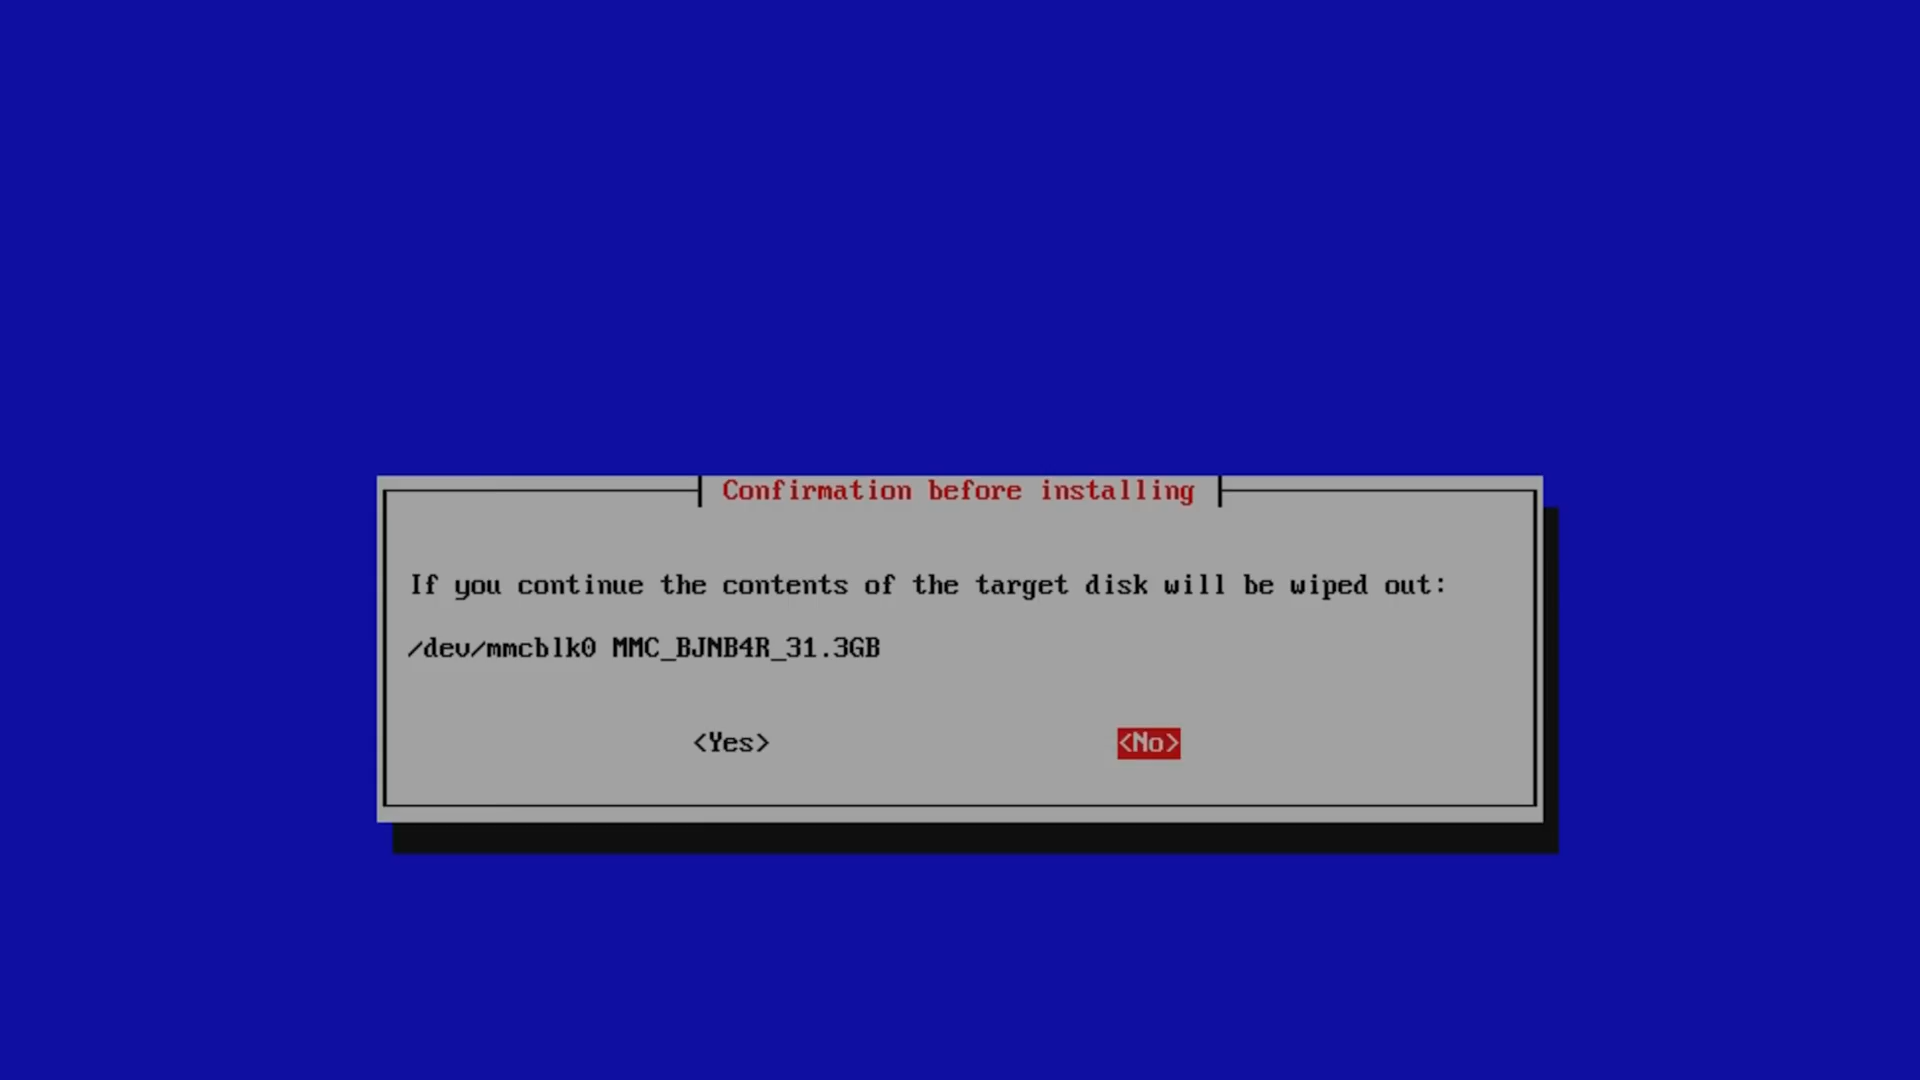 Confirmation before installing
If you continue the contents of the target disk will be wiped out:
/dev/mmcblk0 MMC_BJNB4R_31.3GB
<Yes> <No>